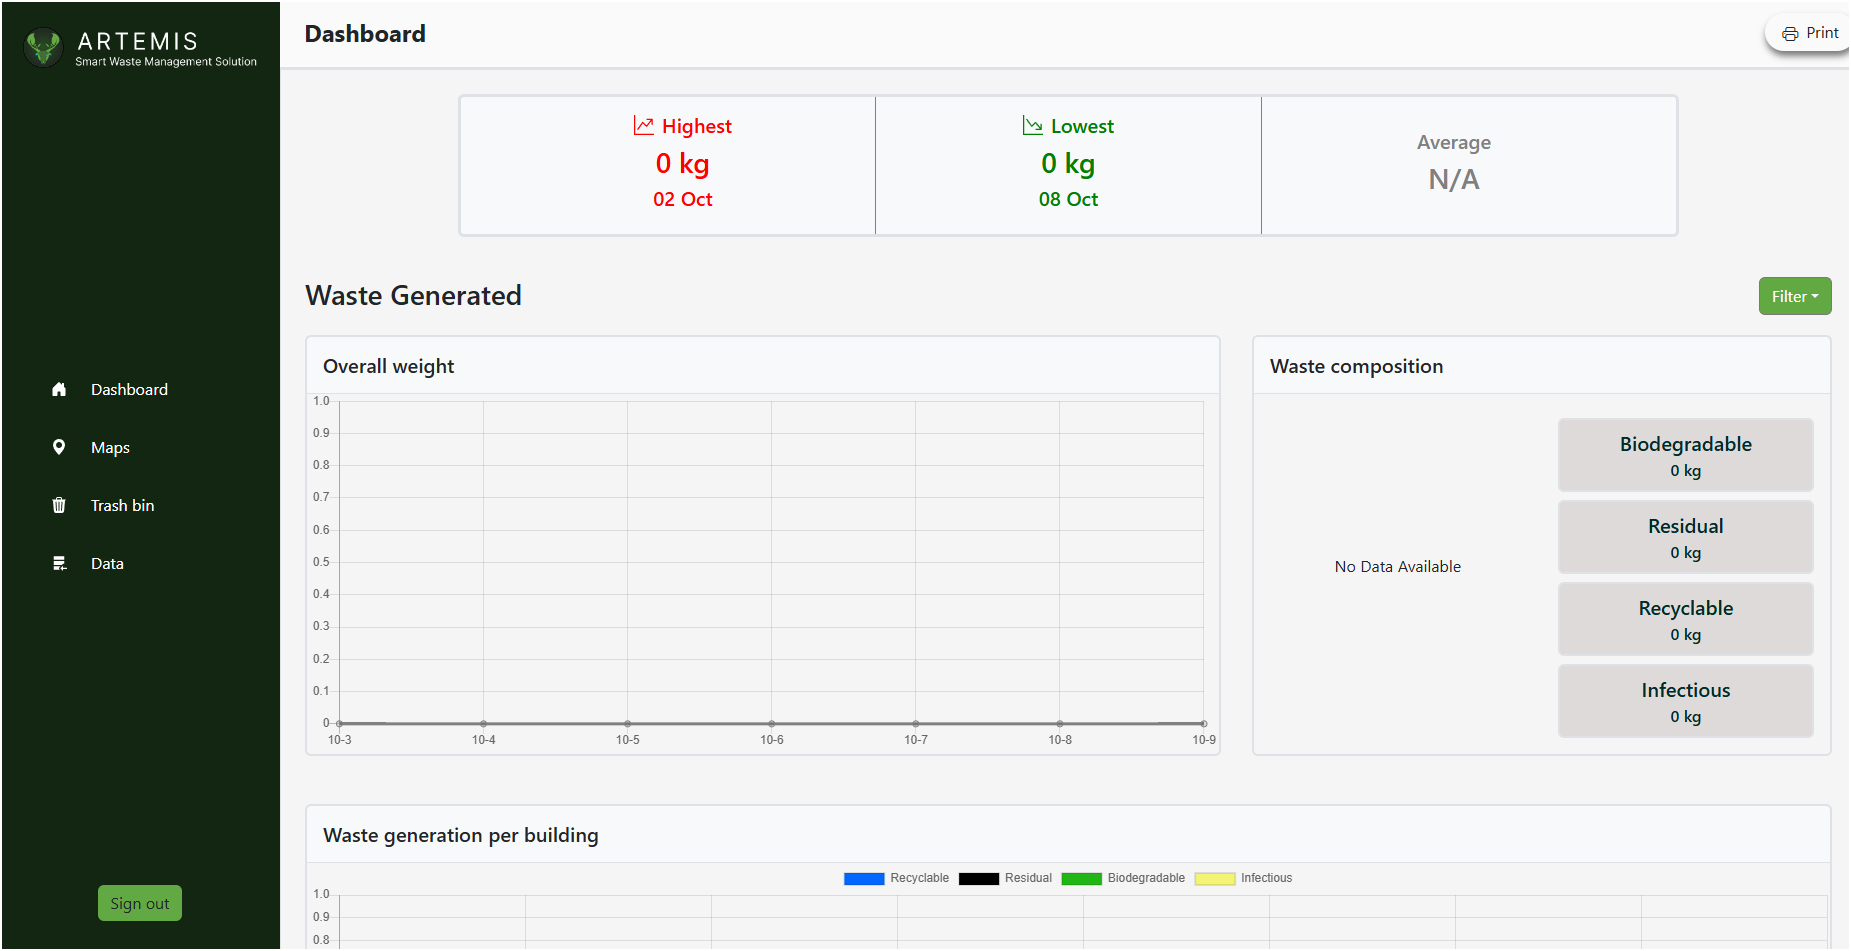 ARTEMIS
Smart Waste Management Solution
Dashboard
Maps
Trash bin
Data
Sign out
Dashboard
Print
Highest
0 kg
02 Oct
Lowest
0 kg
08 Oct
Average
N/A
Waste Generated
Filter
Overall weight
1.0
0.9
0.8
0.7
0.6
0.5
0.4
0.3
0.2
0.1
0
10-3 10-4 10-5 10-6 10-7 10-8 10-9
Waste composition
No Data Available
Biodegradable
0 kg
Residual
0 kg
Recyclable
0 kg
Infectious
0 kg
Waste generation per building
Recyclable Residual Biodegradable Infectious
1.0
0.9
0.8